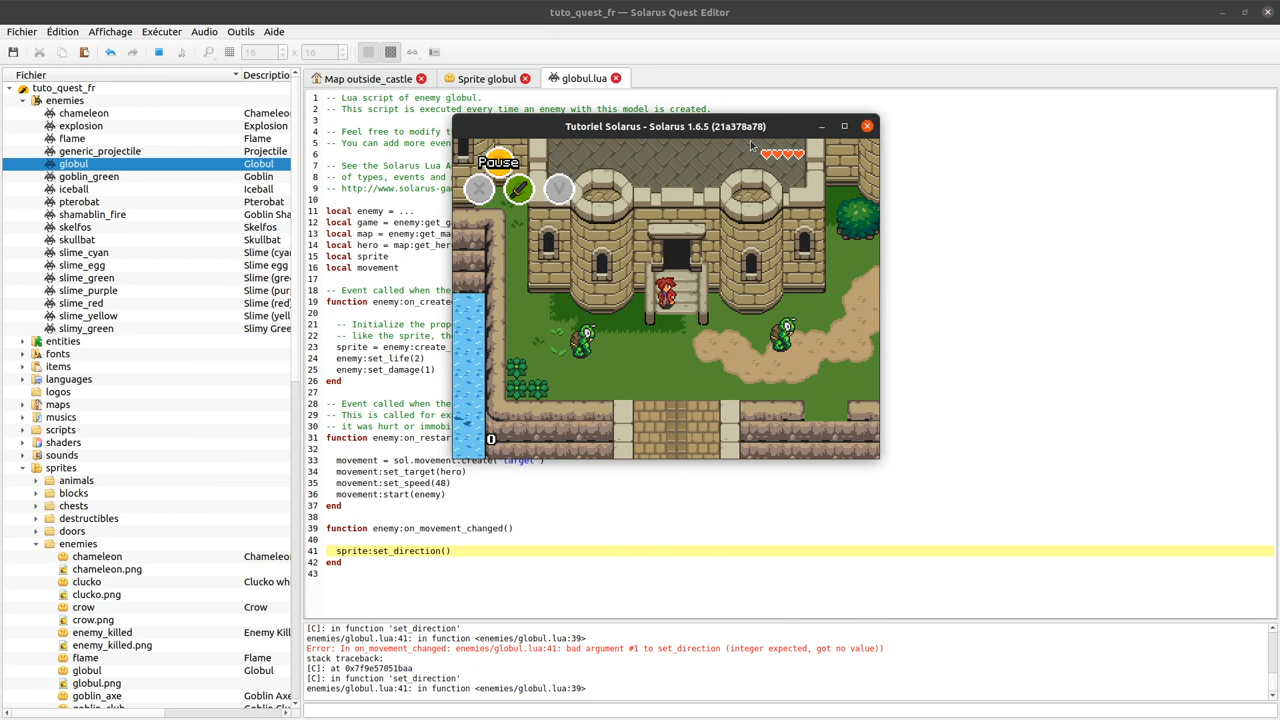 tuto_quest_fr — Solarus Quest Editor
Fichier Édition Affichage Exécuter Audio Outils Aide
16 x 16
Fichier Descriptio
tuto_quest_fr
enemies
chameleon Chameleo
explosion Explosion
flame Flame
generic_projectile Projectile
globul Globul
goblin_green Goblin
iceball Iceball
pterobat Pterobat
shamablin_fire Goblin Sha
skelfos Skelfos
skullbat Skullbat
slime_cyan Slime (cya
slime_egg Slime egg
slime_green Slime (gre
slime_purple Slime (pur
slime_red Slime (red)
slime_yellow Slime (yel
slimy_green Slimy Gree
entities
fonts
items
languages
logos
maps
musics
scripts
shaders
sounds
sprites
animals
blocks
chests
destructibles
doors
enemies
chameleon Chameleo
chameleon.png
clucko Clucko wh
clucko.png
crow Crow
crow.png
enemy_killed Enemy Kill
enemy_killed.png
flame Flame
globul Globul
globul.png
goblin_axe Goblin Axe
Map outside_castle Sprite globul globul.lua
1 -- Lua script of enemy globul.
2 -- This script is executed every time an enemy with this model is created.
3
4 -- Feel free to modify t
5 -- You can add more even
6
7 -- See the Solarus Lua A
8 -- of types, events and
9 -- http://www.solarus-ga
10
11 local enemy = ...
12 local game = enemy:get_g
13 local map = enemy:get_ma
14 local hero = map:get_her
15 local sprite
16 local movement
17
18 -- Event called when the
19 function enemy:on_create
20
21 -- Initialize the prop
22 -- like the sprite, th
23 sprite = enemy:create_
24 enemy:set_life(2)
25 enemy:set_damage(1)
26 end
27
28 -- Event called when the
29 -- This is called for ex
30 -- it was hurt or immobi
31 function enemy:on_restar
32
33 movement = sol.movement.create("target")
34 movement:set_target(hero)
35 movement:set_speed(48)
36 movement:start(enemy)
37 end
38
39 function enemy:on_movement_changed()
40
41 sprite:set_direction()
42 end
43
Tutoriel Solarus - Solarus 1.6.5 (21a378a78)
Pause
X V
0
[C]: in function 'set_direction'
enemies/globul.lua:41: in function <enemies/globul.lua:39>
Error: In on_movement_changed: enemies/globul.lua:41: bad argument #1 to set_direction (integer expected, got no value))
stack traceback:
[C]: at 0x7f9e57051baa
[C]: in function 'set_direction'
enemies/globul.lua:41: in function <enemies/globul.lua:39>